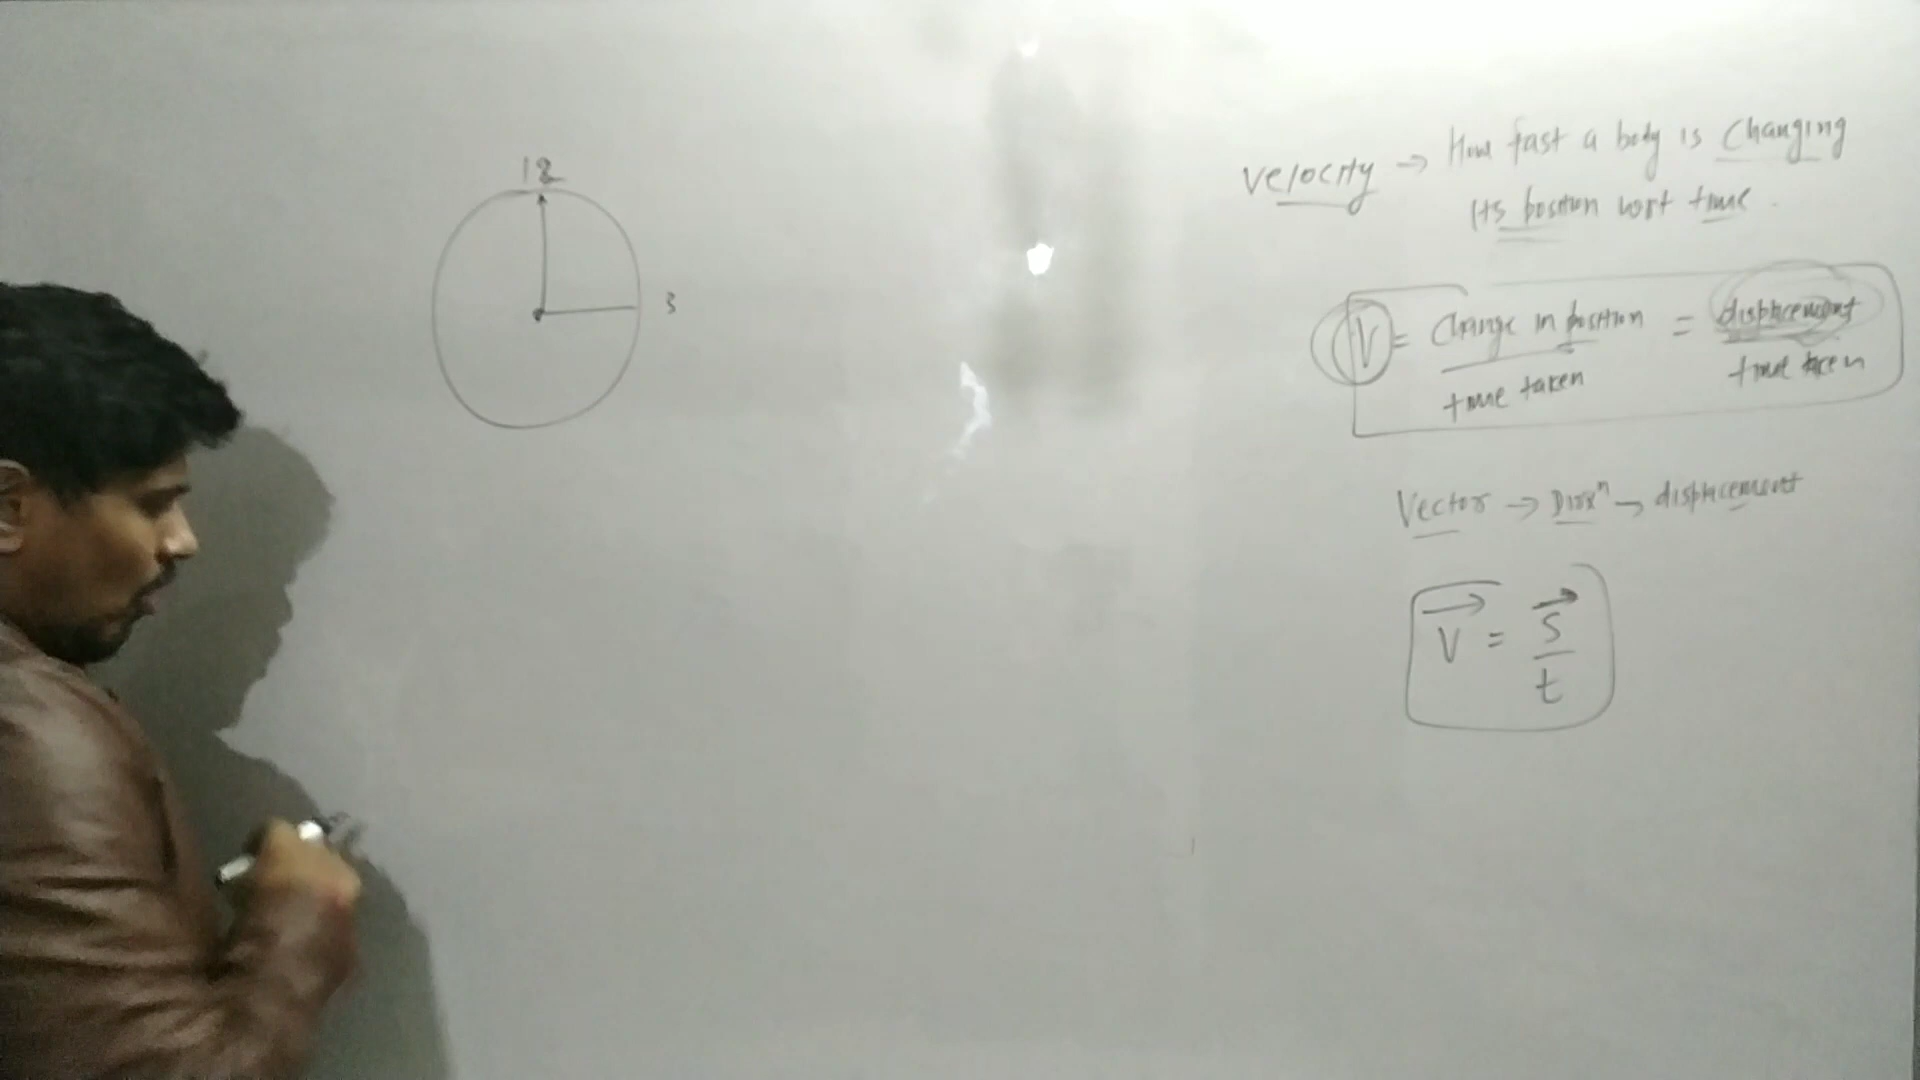 12
3
velocity → How fast a body is changing
its position wrt time.
V = Change in position / time taken = displacement / time taken
Vector → Dirxⁿ → displacement
V⃗ = S⃗ / t